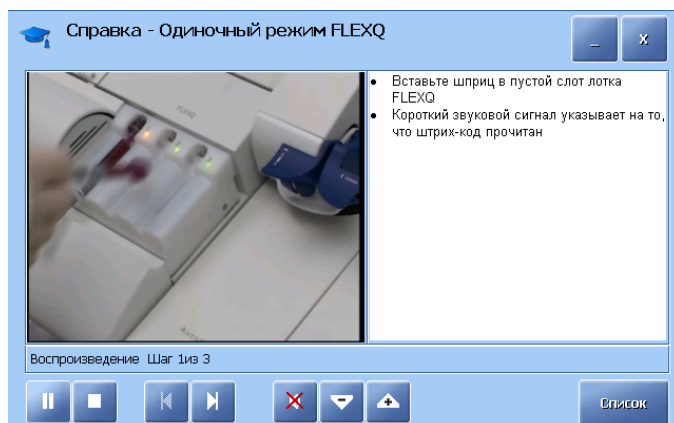 Справка - Одиночный режим FLEXQ
_ x
FLEXQ
• Вставьте шприц в пустой слот лотка
FLEXQ
• Короткий звуковой сигнал указывает на то,
что штрих-код прочитан
Воспроизведение Шаг 1из 3
Список